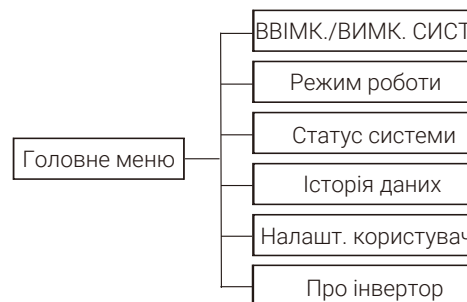 ВВІМК./ВИМК. СИСТ
Режим роботи
Статус системи
Головне меню
Історія даних
Налашт. користувач
Про інвертор